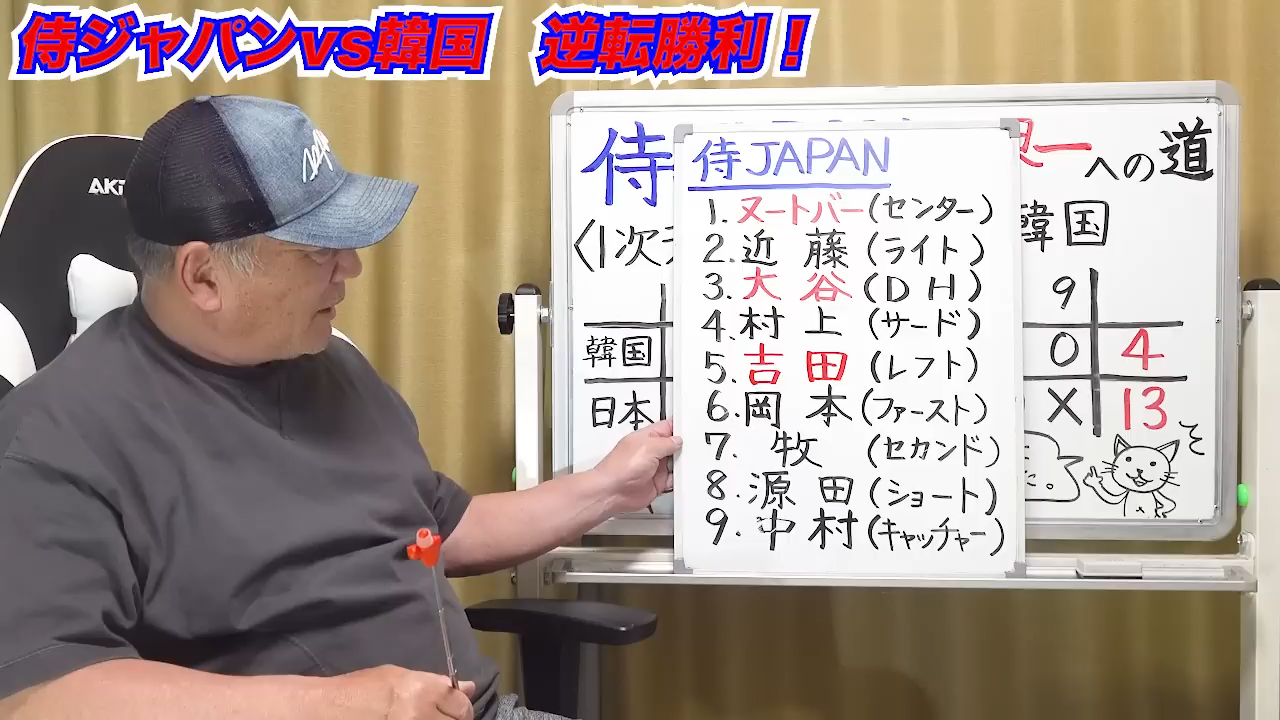 侍ジャパンvs韓国 逆転勝利！
侍
一への道
〈1次
韓国
9
韓国
0
4
日本
X
13
侍JAPAN
1. ヌートバー(センター)
2. 近藤(ライト)
3. 大谷(DH)
4. 村上(サード)
5. 吉田(レフト)
6. 岡本(ファースト)
7. 牧(セカンド)
8. 源田(ショート)
9. 中村(キャッチャー)